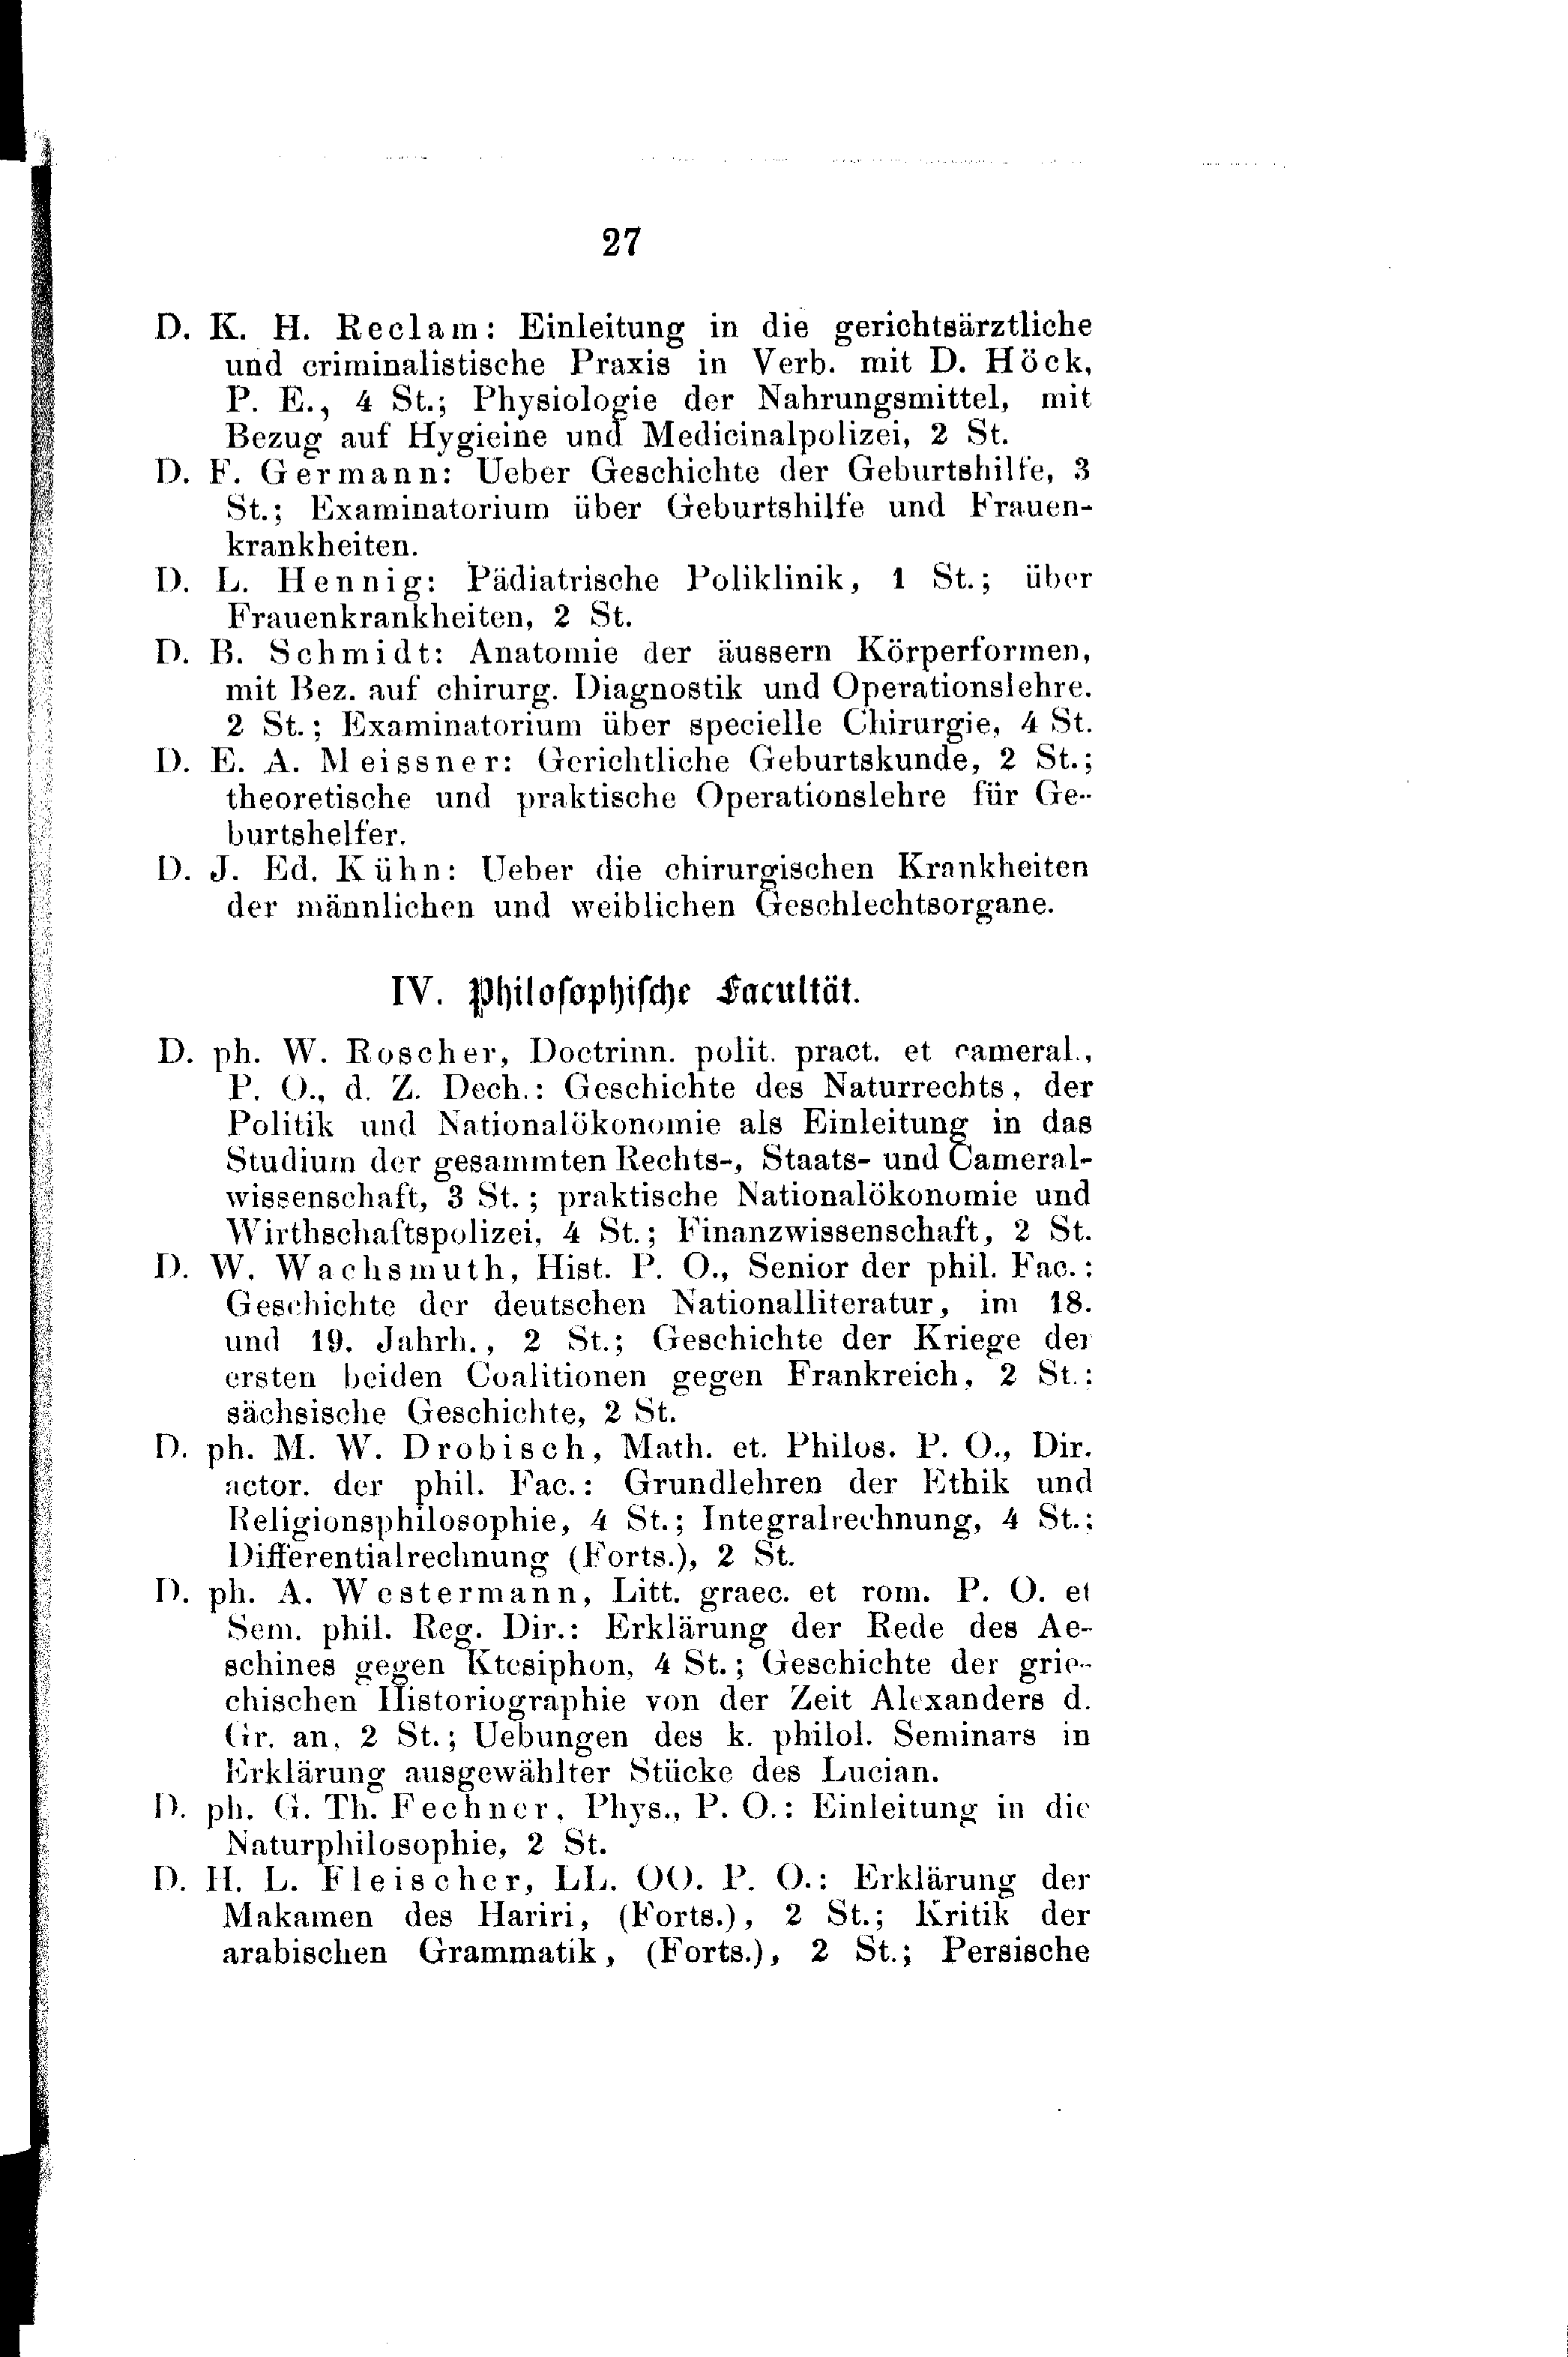 27
D. K. H. Reclam: Einleitung in die gerichtsärztliche
und criminalistische Praxis in Verb. mit D. Höck,
P. E., 4 St.; Physiologie der Nahrungsmittel, mit
Bezug auf Hygieine und Medicinalpolizei, 2 St.
D. F. Germann: Ueber Geschichte der Geburtshilfe, 3
St.; Examinatorium über Geburtshilfe und Frauen-
krankheiten.
D. L. Hennig: Pädiatrische Poliklinik, 1 St.; über
Frauenkrankheiten, 2 St.
D. B. Schmidt: Anatomie der äussern Körperformen,
mit Bez. auf chirurg. Diagnostik und Operationslehre.
2 St.; Examinatorium über specielle Chirurgie, 4 St.
D. E. A. Meissner: Gerichtliche Geburtskunde, 2 St.;
theoretische und praktische Operationslehre für Ge-
burtshelfer.
D. J. Ed. Kühn: Ueber die chirurgischen Krankheiten
der männlichen und weiblichen Geschlechtsorgane.
IV. Philosophische Facultät.
D. ph. W. Roscher, Doctrinn. polit. pract. et cameral.,
P. O., d. Z. Dech.: Geschichte des Naturrechts, der
Politik und Nationalökonomie als Einleitung in das
Studium der gesammten Rechts-, Staats- und Cameral-
wissenschaft, 3 St.; praktische Nationalökonomie und
Wirthschaftspolizei, 4 St.; Finanzwissenschaft, 2 St.
D. W. Wachsmuth, Hist. P. O., Senior der phil. Fac.:
Geschichte der deutschen Nationalliteratur, im 18.
und 19. Jahrh., 2 St.; Geschichte der Kriege der
ersten beiden Coalitionen gegen Frankreich, 2 St.:
sächsische Geschichte, 2 St.
D. ph. M. W. Drobisch, Math. et. Philos. P. O., Dir.
actor. der phil. Fac.: Grundlehren der Ethik und
Religionsphilosophie, 4 St.; Integralrechnung, 4 St.;
Differentialrechnung (Forts.), 2 St.
D. ph. A. Westermann, Litt. graec. et rom. P. O. et
Sem. phil. Reg. Dir.: Erklärung der Rede des Ae-
schines gegen Ktesiphon, 4 St.; Geschichte der grie-
chischen Historiographie von der Zeit Alexanders d.
Gr. an, 2 St.; Uebungen des k. philol. Seminars in
Erklärung ausgewählter Stücke des Lucian.
D. ph. G. Th. Fechner, Phys., P. O.: Einleitung in die
Naturphilosophie, 2 St.
D. H. L. Fleischer, LL. OO. P. O.: Erklärung der
Makamen des Hariri, (Forts.), 2 St.; Kritik der
arabischen Grammatik, (Forts.), 2 St.; Persische